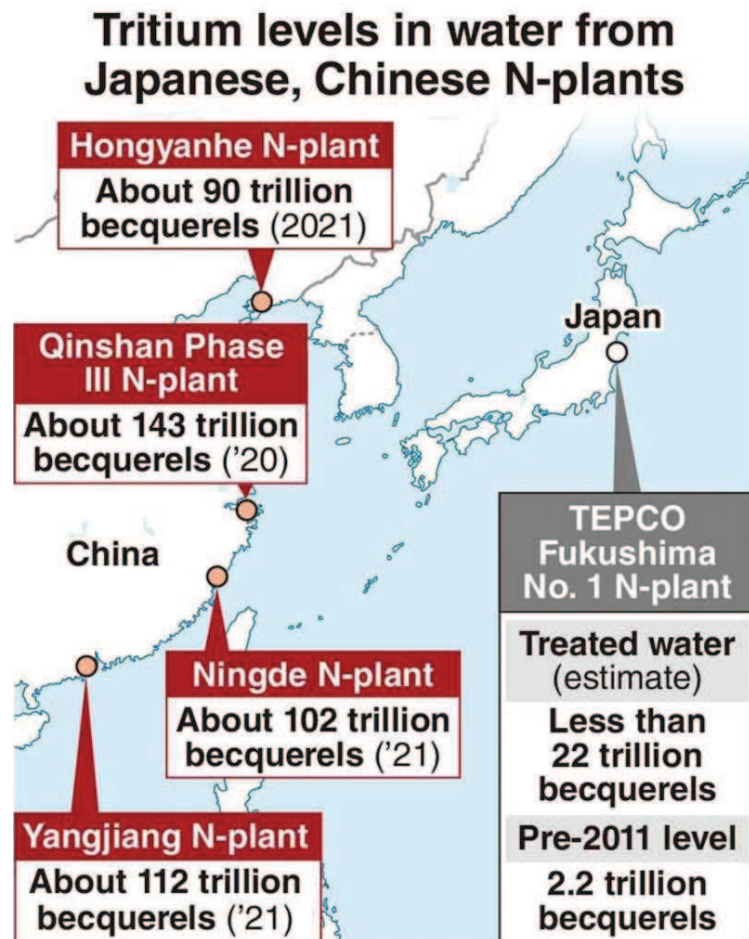 Tritium levels in water from
Japanese, Chinese N-plants
Hongyanhe N-plant
About 90 trillion
becquerels (2021)
Japan
Qinshan Phase
III N-plant
About 143 trillion
becquerels ('20)
China
TEPCO
Fukushima
No. 1 N-plant
Treated water
(estimate)
Less than
22 trillion
becquerels
Pre-2011 level
2.2 trillion
becquerels
Ningde N-plant
About 102 trillion
becquerels ('21)
Yangjiang N-plant
About 112 trillion
becquerels ('21)